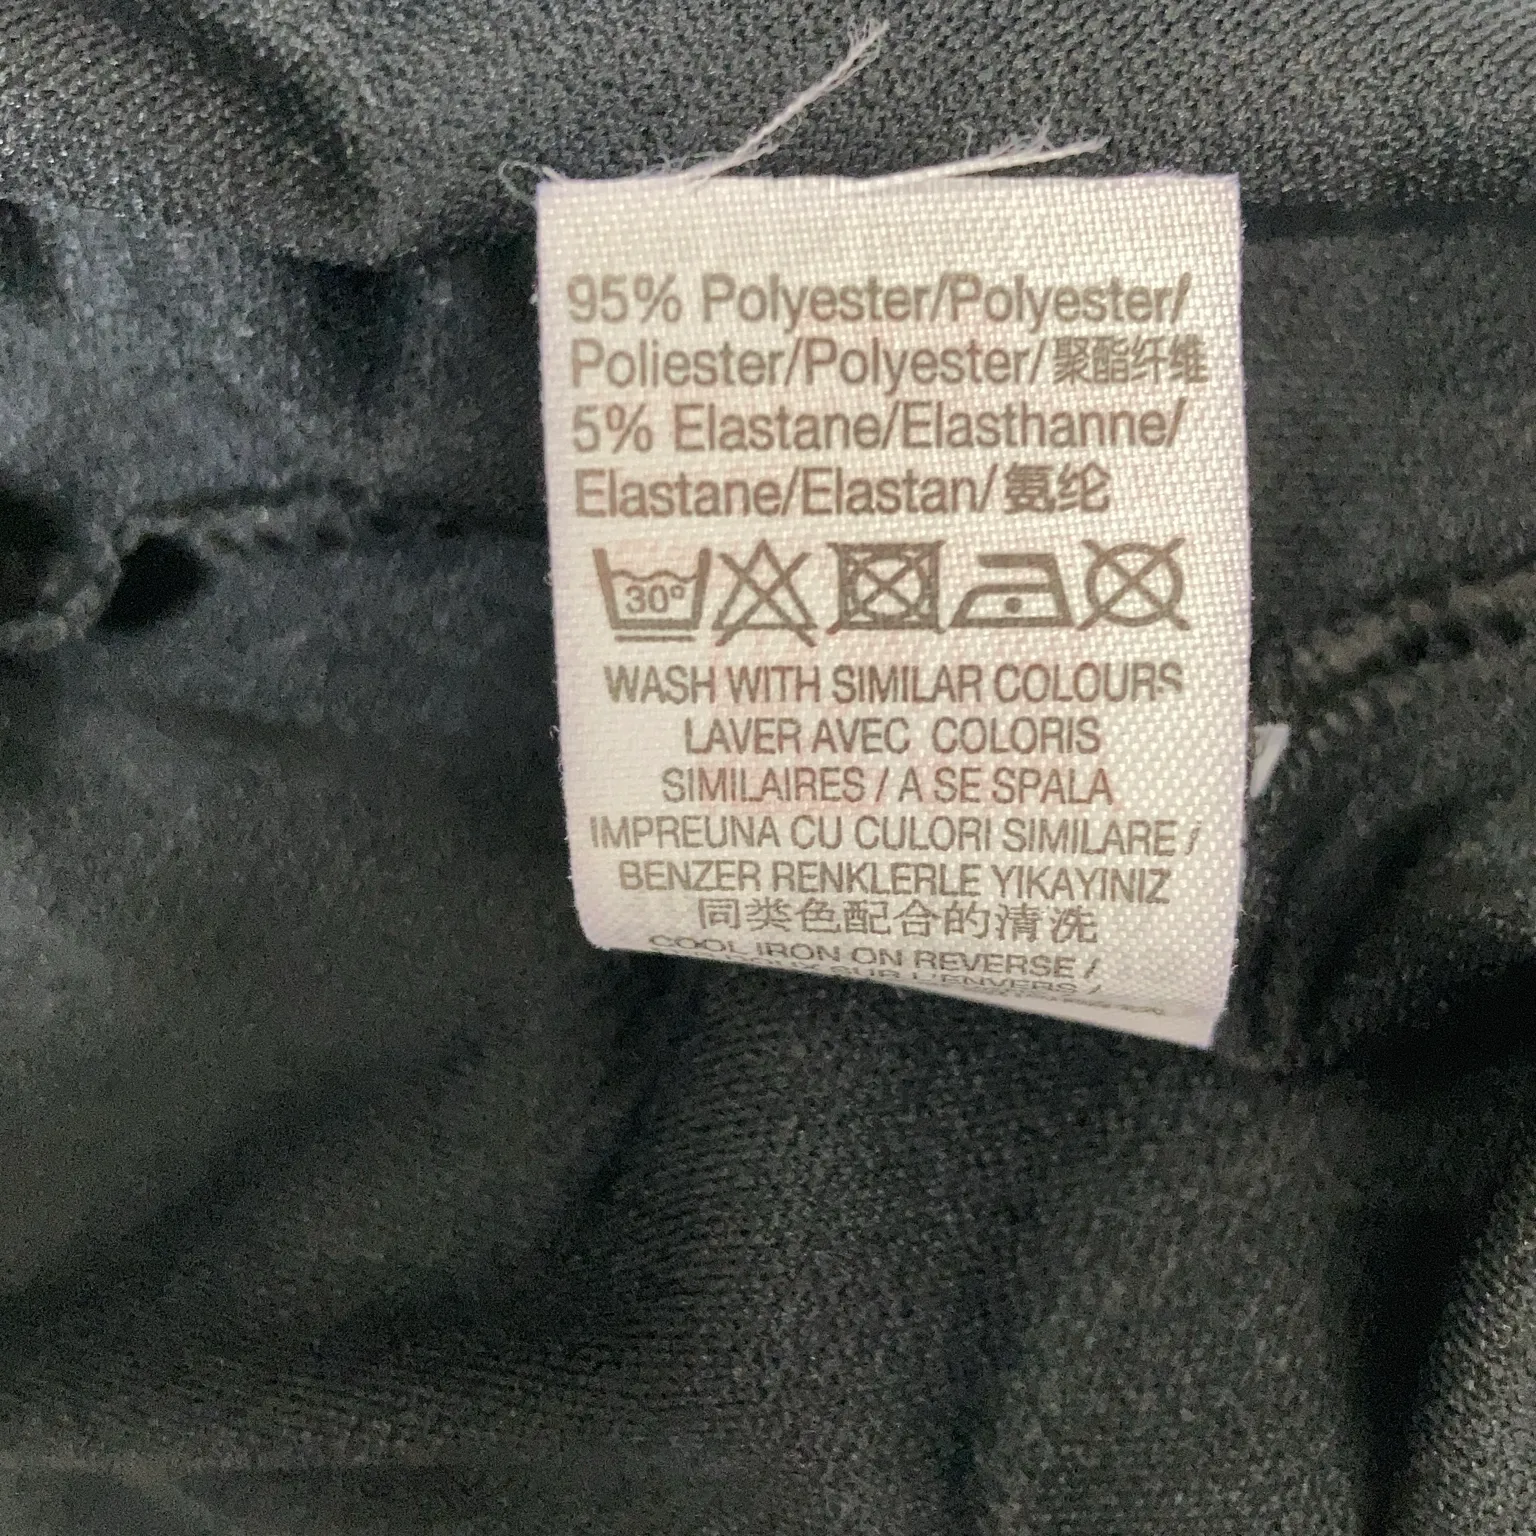 95% Polyester/Polyester/
Poliester/Polyester/聚酯纤维
5% Elastane/Elasthanne/
Elastane/Elastan/氨纶
30°
WASH WITH SIMILAR COLOURS
LAVER AVEC COLORIS
SIMILAIRES / A SE SPALA
IMPREUNA CU CULORI SIMILARE /
BENZER RENKLERLE YIKAYINIZ
同类色配合的清洗
COOL IRON ON REVERSE /
SUR L'ENVERS /